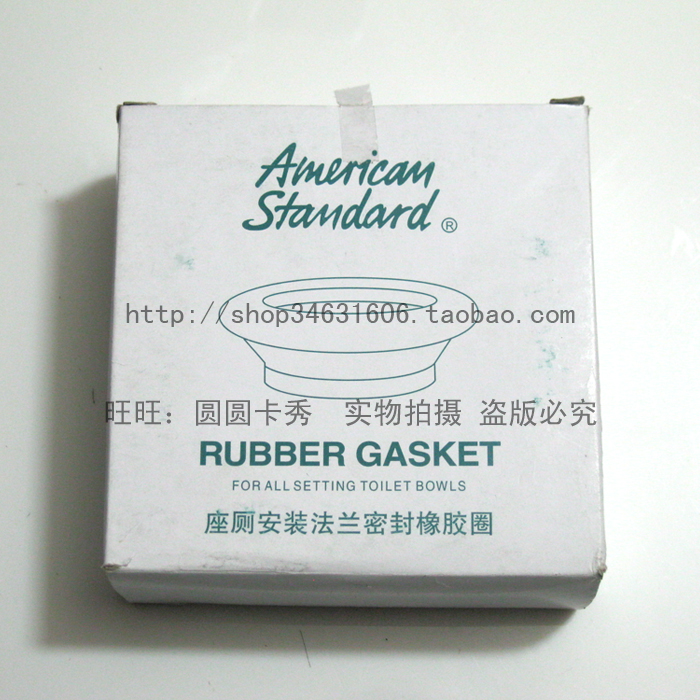 American
Standard ®
http://shop34631606.taobao.com
旺旺：圆圆卡秀 实物拍摄 盗版必究
RUBBER GASKET
FOR ALL SETTING TOILET BOWLS
座厕安装法兰密封橡胶圈